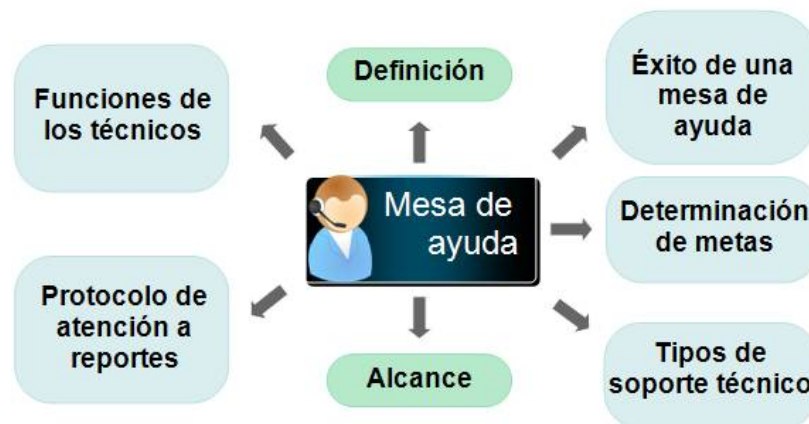 Definición
Éxito de una
mesa de
ayuda
Funciones de
los técnicos
Mesa de
ayuda
Determinación
de metas
Protocolo de
atención a
reportes
Alcance
Tipos de
soporte técnico